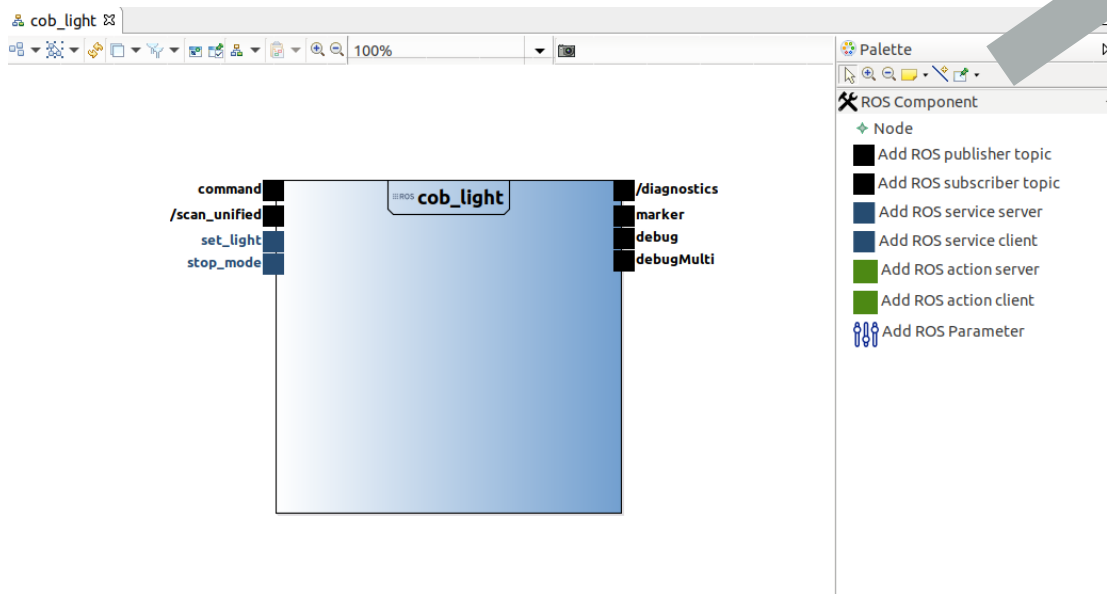 cob_light
100%
Palette
ROS Component
Node
Add ROS publisher topic
Add ROS subscriber topic
Add ROS service server
Add ROS service client
Add ROS action server
Add ROS action client
Add ROS Parameter
ROS cob_light
command
/scan_unified
set_light
stop_mode
/diagnostics
marker
debug
debugMulti